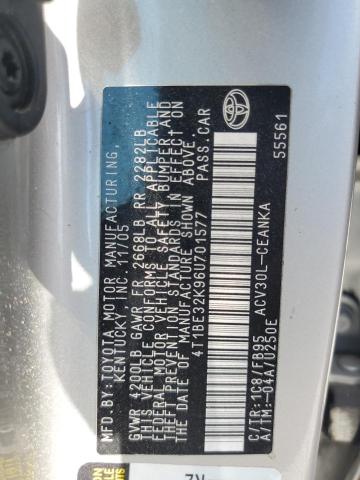 MFD.BY:TOYOTA MOTOR MANUFACTURING,
KENTUCKY, INC. 11/05
GVWR 4200LB GAWR FR 2668LB RR 2282LB
THIS VEHICLE CONFORMS TO ALL APPLICABLE
FEDERAL MOTOR VEHICLE SAFETY, BUMPER, AND
THEFT PREVENTION STANDARDS IN EFFECT ON THE
DATE OF MANUFACTURE SHOWN ABOVE.
4T1BE32K96U701577 PASS.CAR
C/TR:1C8/FB95 ACV30L-CEANKA
A/TM:-04A/U250E 55561